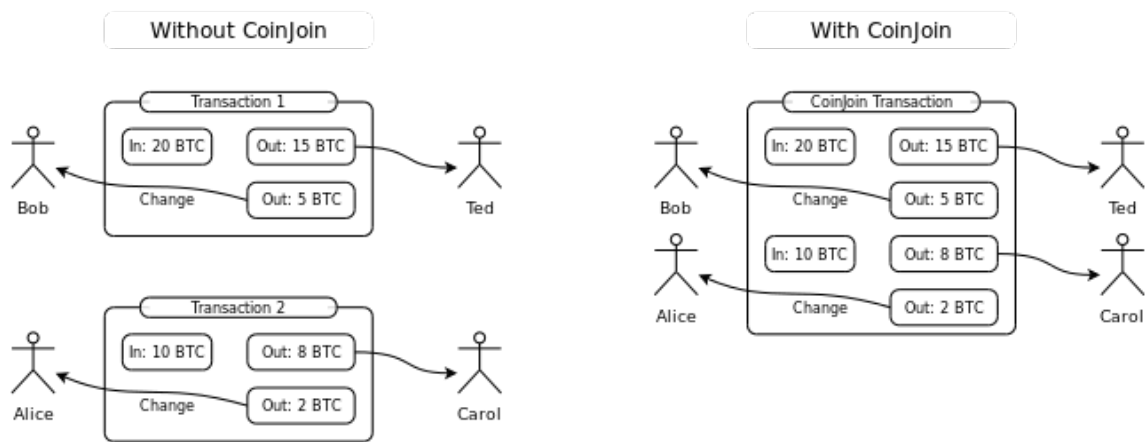 Without CoinJoin
Transaction 1
In: 20 BTC
Out: 15 BTC
Change
Out: 5 BTC
Bob
Ted
Transaction 2
In: 10 BTC
Out: 8 BTC
Change
Out: 2 BTC
Alice
Carol
With CoinJoin
CoinJoin Transaction
In: 20 BTC
Out: 15 BTC
Change
Out: 5 BTC
Bob
Ted
In: 10 BTC
Out: 8 BTC
Change
Out: 2 BTC
Alice
Carol